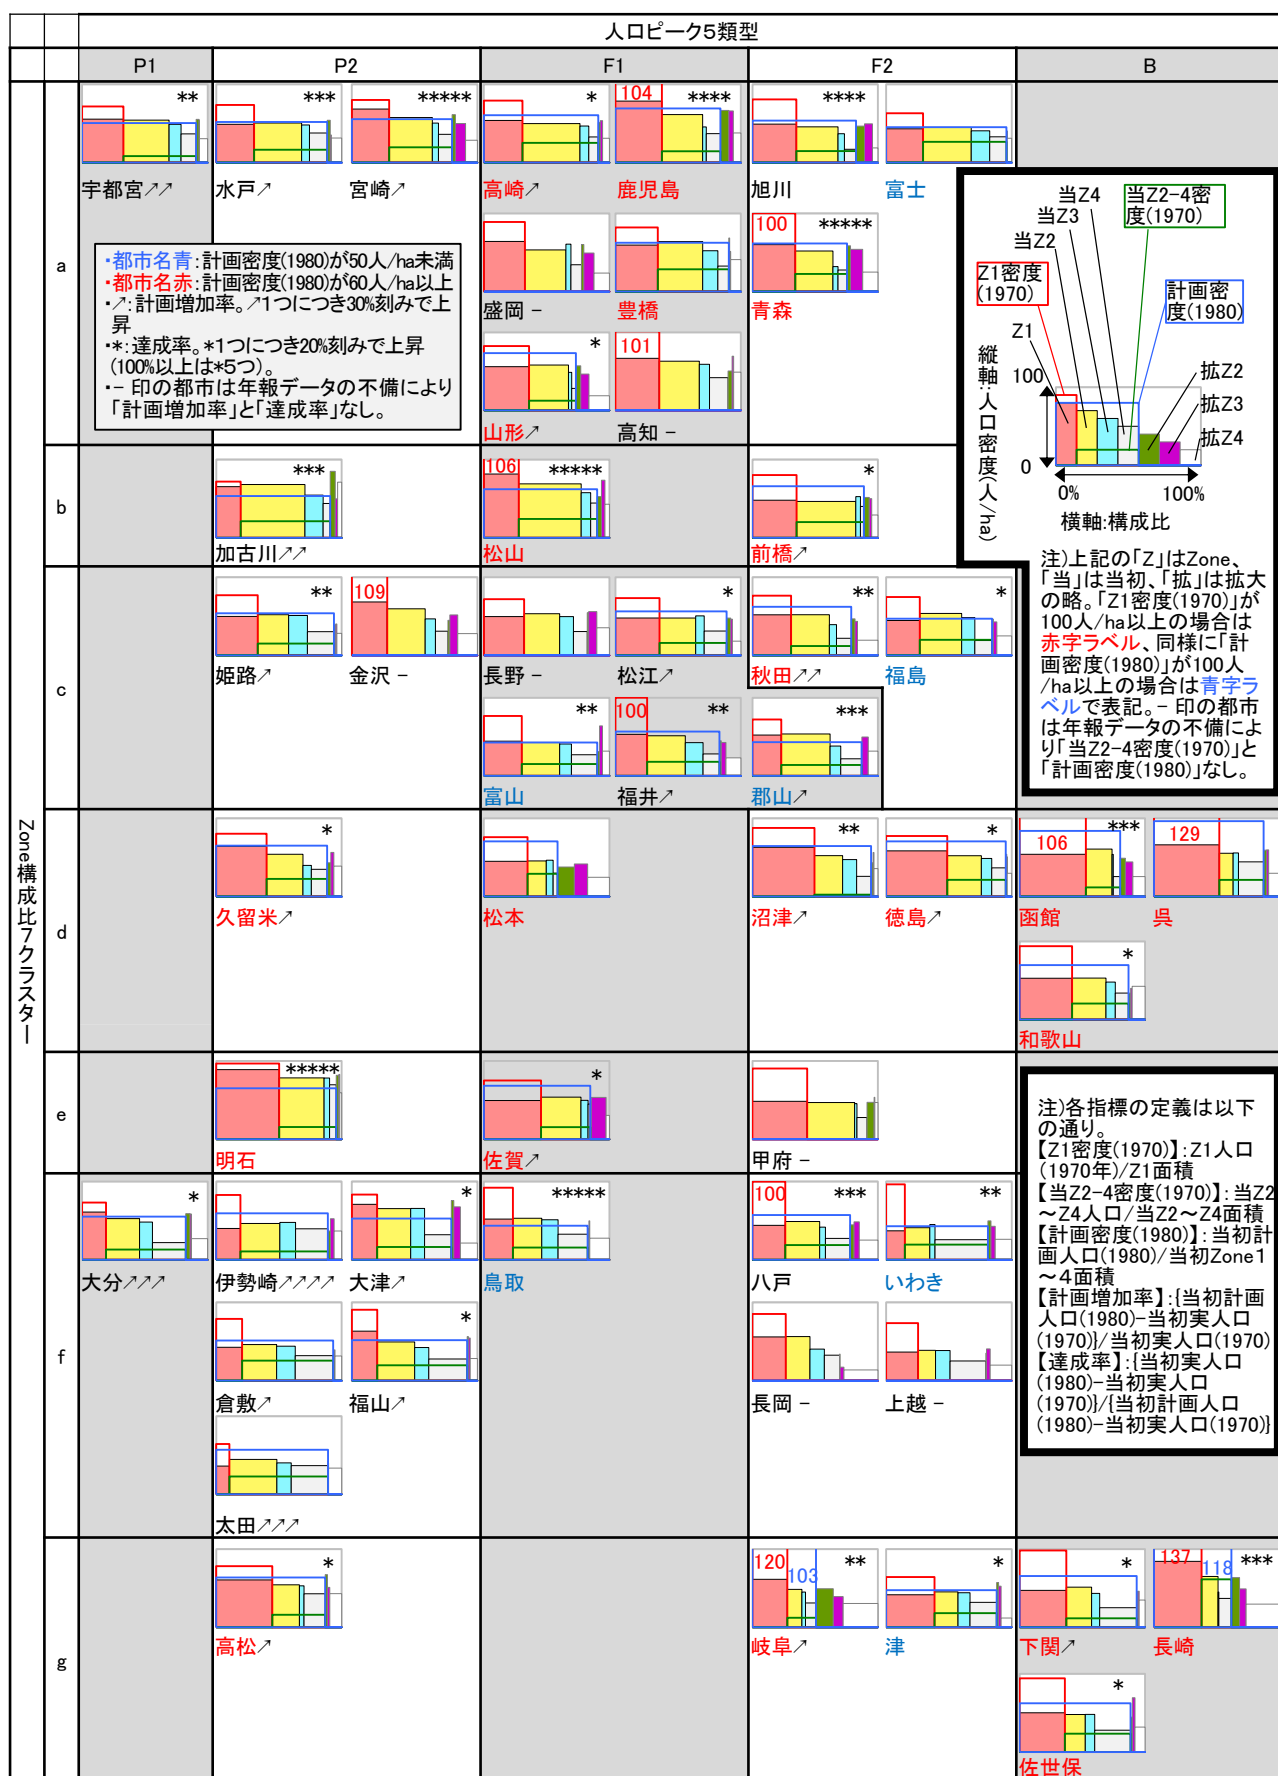 人口ピーク5類型
P1 P2 F1 F2 B
Zone構成比7クラスター
a
** *** ***** * **** ****
104
宇都宮↗↗ 水戸↗ 宮崎↗ 高崎↗ 鹿児島 旭川 富士
100 *****
盛岡 － 豊橋 青森
* 101
山形↗ 高知 －
・都市名青：計画密度(1980)が50人/ha未満
・都市名赤：計画密度(1980)が60人/ha以上
・↗：計画増加率。↗1つにつき30%刻みで上
昇
・*：達成率。*1つにつき20%刻みで上昇
(100%以上は*5つ)。
・－ 印の都市は年報データの不備により
「計画増加率」と「達成率」なし。
当Z4
当Z3
当Z2
当Z2-4密
度(1970)
Z1密度
(1970)
計画密
度(1980)
Z1
縦軸:人口密度(人/ha)
100
0
拡Z2
拡Z3
拡Z4
0% 100%
横軸:構成比
注)上記の「Z」はZone、
「当」は当初、「拡」は拡大
の略。「Z1密度(1970)」が
100人/ha以上の場合は
赤字ラベル、同様に「計
画密度(1980)」が100人
/ha以上の場合は青字ラ
ベルで表記。－ 印の都市
は年報データの不備によ
り「当Z2-4密度(1970)」と
「計画密度(1980)」なし。
b
*** 106 ***** *
加古川↗↗ 松山 前橋↗
c
** 109 * ** *
姫路↗ 金沢 － 長野 － 松江↗ 秋田↗↗ 福島
** 100 ** ***
富山 福井↗ 郡山↗
d
* ** * 106 *** 129
久留米↗ 松本 沼津↗ 徳島↗ 函館 呉
*
和歌山
e
***** *
明石 佐賀↗ 甲府 －
注)各指標の定義は以下
の通り。
【Z1密度(1970)】:Z1人口
(1970年)/Z1面積
【当Z2-4密度(1970)】:当Z2
～Z4人口/当Z2～Z4面積
【計画密度(1980)】:当初計
画人口(1980)/当初Zone1
～4面積
【計画増加率】:{当初計画
人口(1980)-当初実人口
(1970)}/当初実人口(1970)
【達成率】:{当初実人口
(1980)-当初実人口
(1970)}/{当初計画人口
(1980)-当初実人口(1970)}
f
* * ***** 100 *** **
大分↗↗↗ 伊勢崎↗↗↗↗ 大津↗ 鳥取 八戸 いわき
*
倉敷↗ 福山↗ 長岡 － 上越 －
太田↗↗↗
g
* 120 103 ** * * 137 118 ***
高松↗ 岐阜↗ 津 下関↗ 長崎
*
佐世保